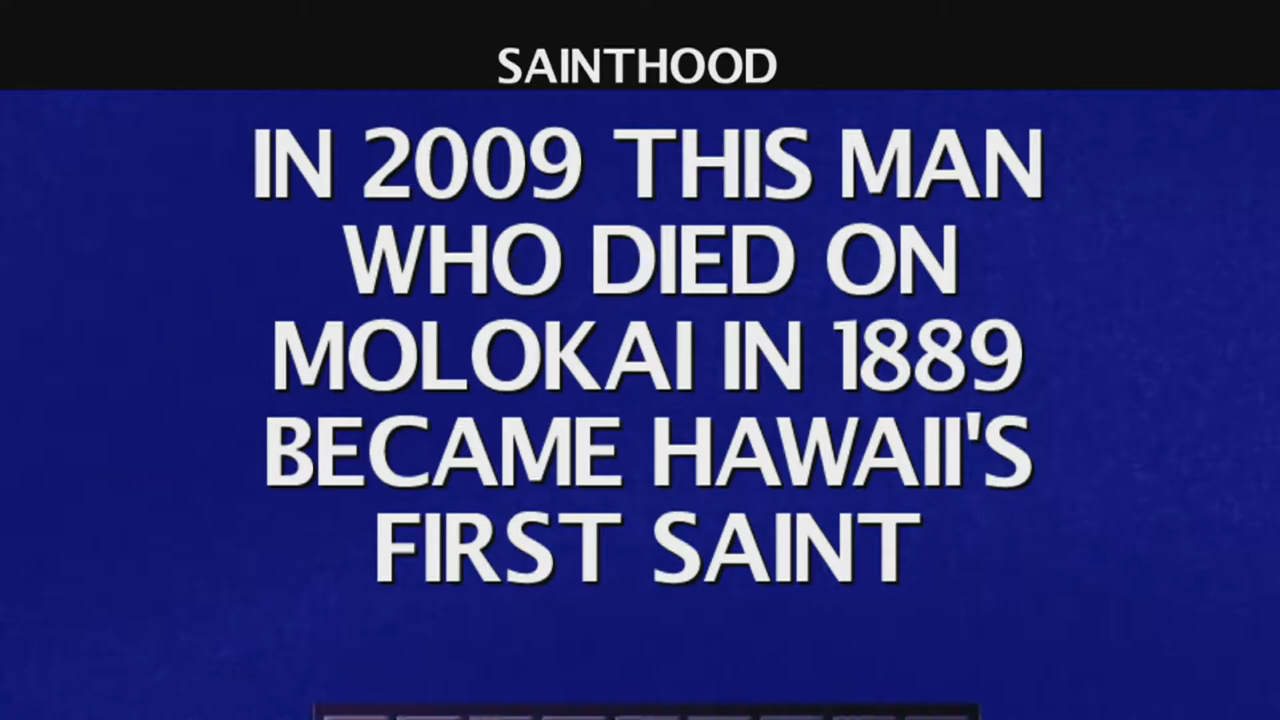 SAINTHOOD
IN 2009 THIS MAN
WHO DIED ON
MOLOKAI IN 1889
BECAME HAWAII'S
FIRST SAINT